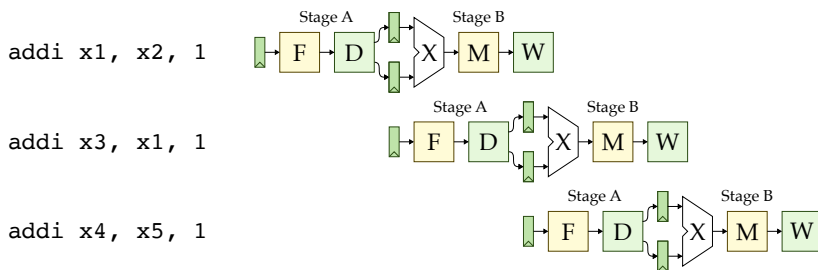 Stage A Stage B
addi x1, x2, 1 F D X M W
Stage A Stage B
addi x3, x1, 1 F D X M W
Stage A Stage B
addi x4, x5, 1 F D X M W